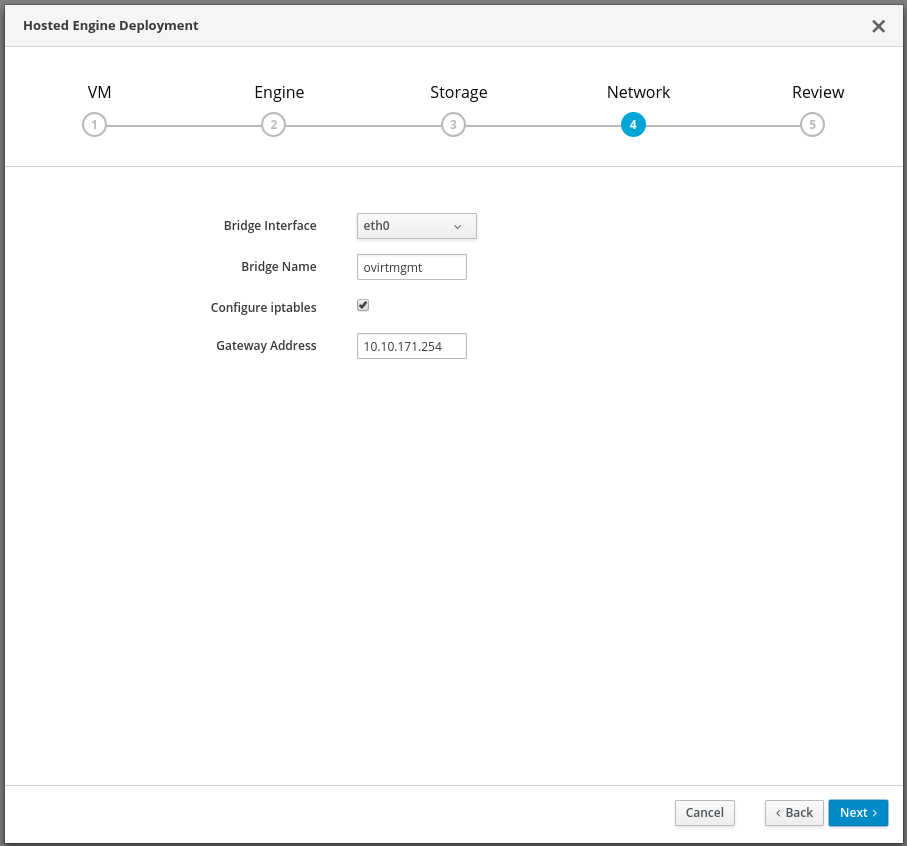 Hosted Engine Deployment
VM Engine Storage Network Review
1 2 3 4 5
Bridge Interface eth0
Bridge Name ovirtmgmt
Configure iptables
Gateway Address 10.10.171.254
Cancel Back Next